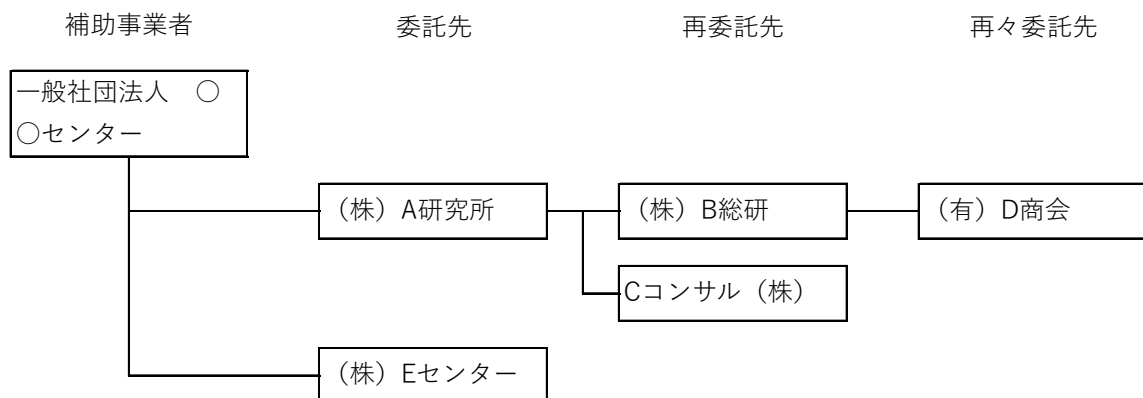 補助事業者
委託先
再委託先
再々委託先
一般社団法人　○
○センター
（株）A研究所
（株）B総研
（有）D商会
Cコンサル（株）
（株）Eセンター